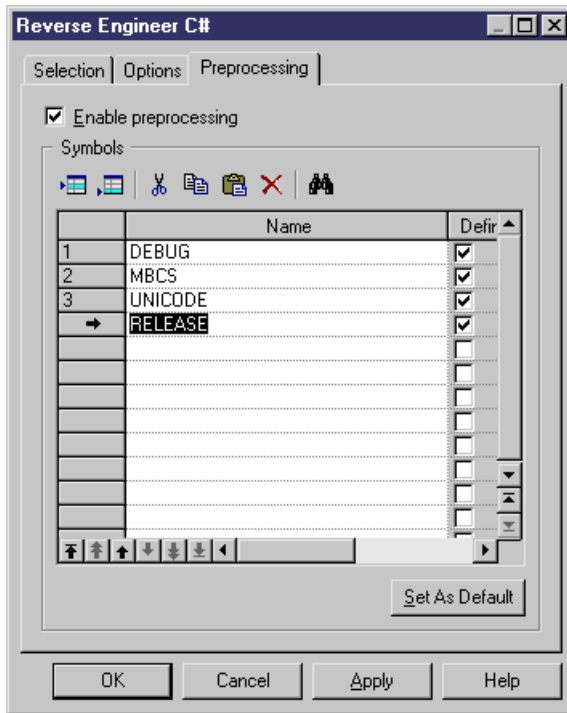 Reverse Engineer C#
Selection Options Preprocessing
Enable preprocessing
Symbols
Name Defir
1 DEBUG
2 MBCS
3 UNICODE
RELEASE
Set As Default
OK Cancel Apply Help